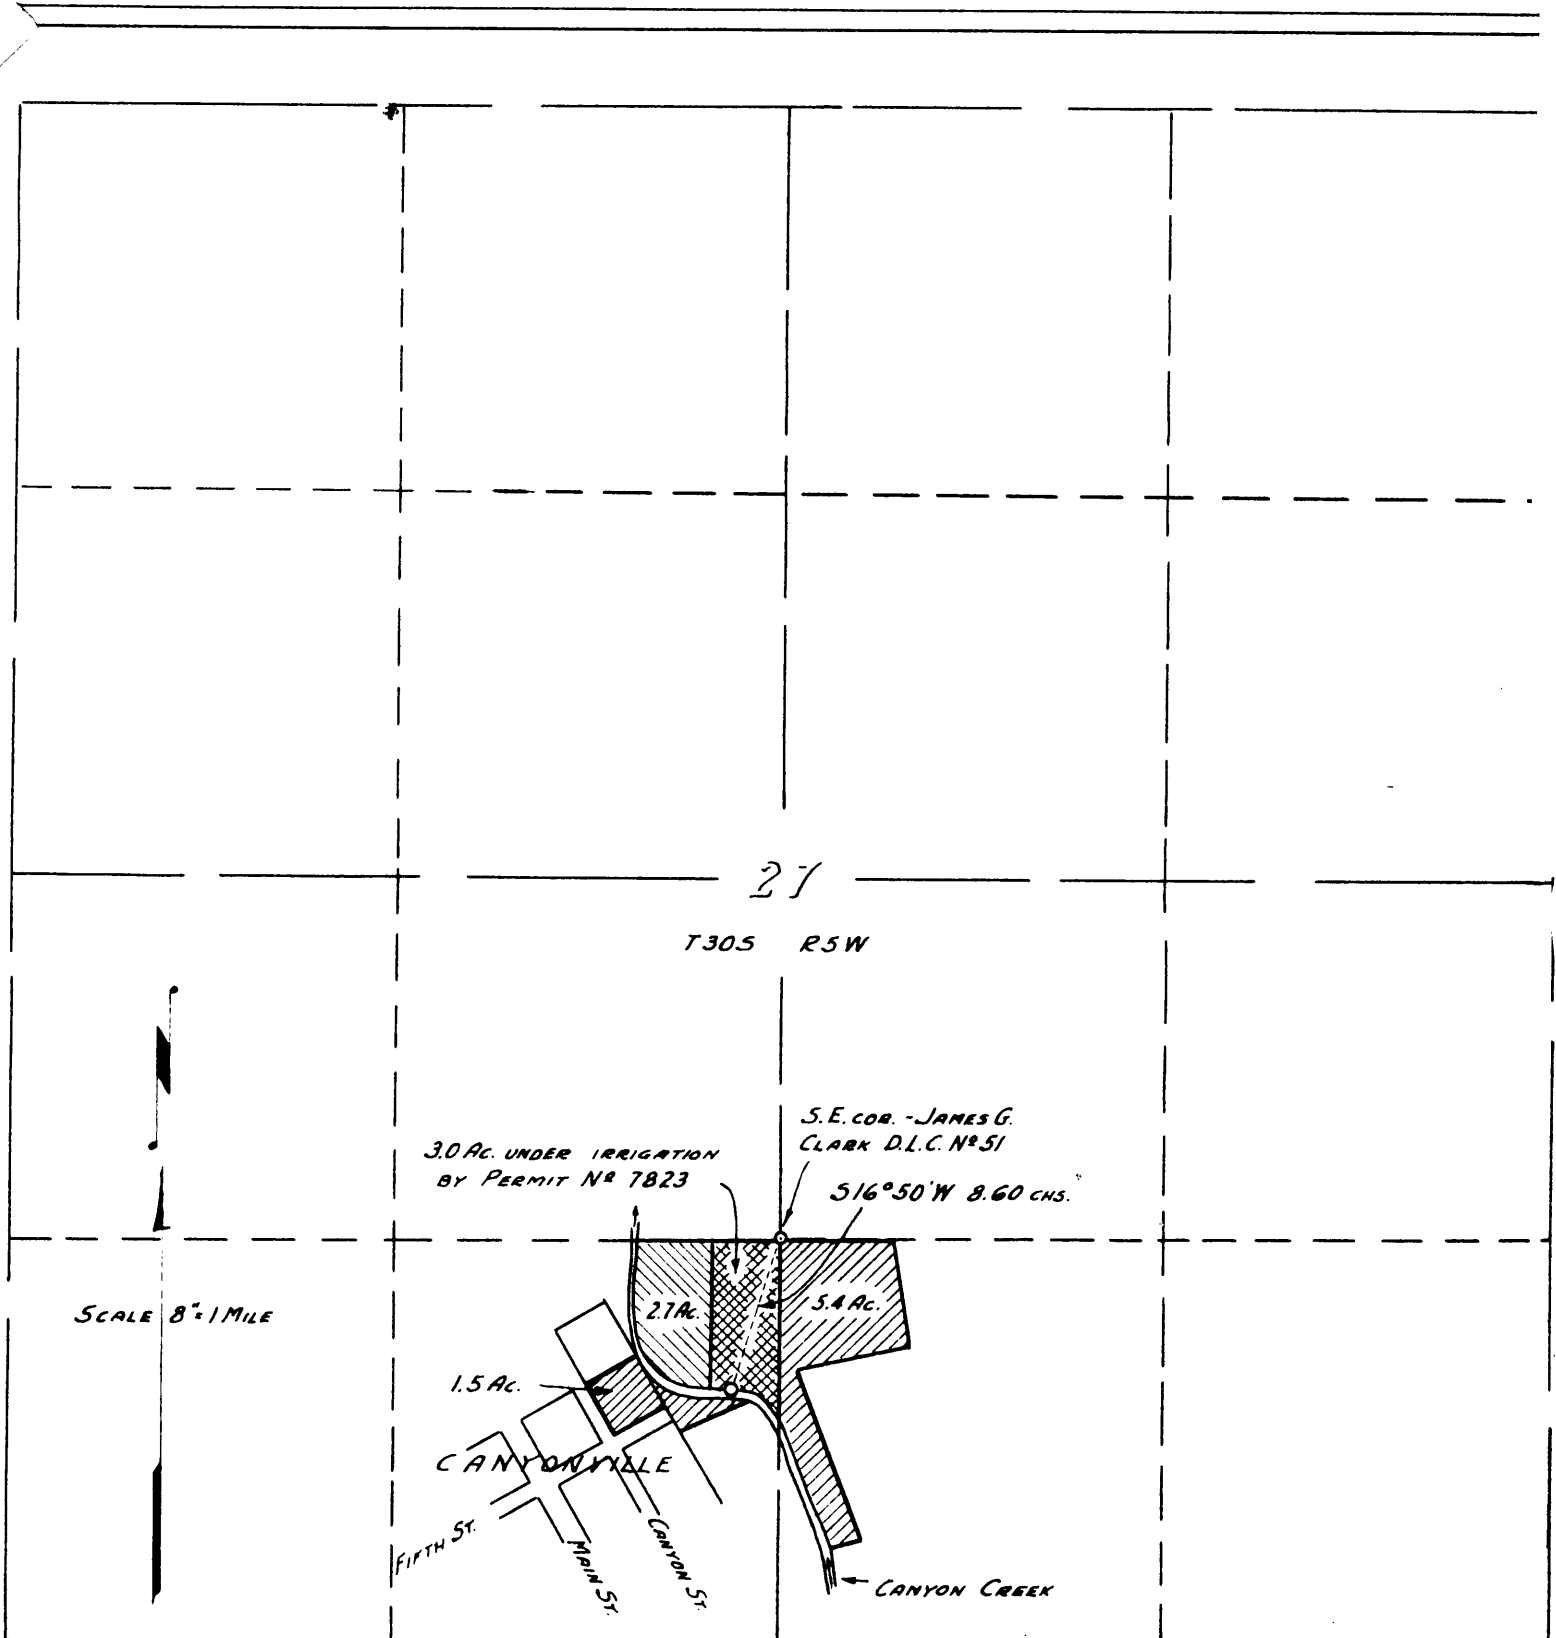 27
T30S R5W
S.E. COR. - JAMES G.
CLARK D.L.C. Nº 51
3.0 AC. UNDER IRRIGATION
BY PERMIT Nº 7823
S16°50'W 8.60 CHS.
SCALE 8"=1 MILE
2.7 AC.
5.4 AC.
1.5 AC.
CANYONVILLE
FIFTH ST.
MAIN ST.
CANYON ST.
CANYON CREEK